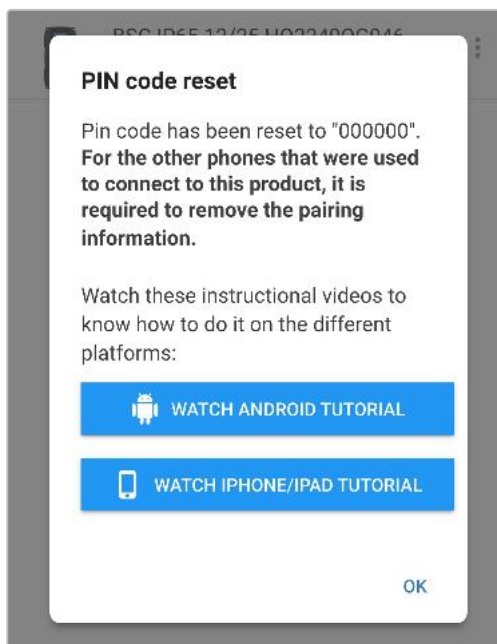 PIN code reset
Pin code has been reset to "000000".
For the other phones that were used
to connect to this product, it is
required to remove the pairing
information.
Watch these instructional videos to
know how to do it on the different
platforms:
WATCH ANDROID TUTORIAL
WATCH IPHONE/IPAD TUTORIAL
OK